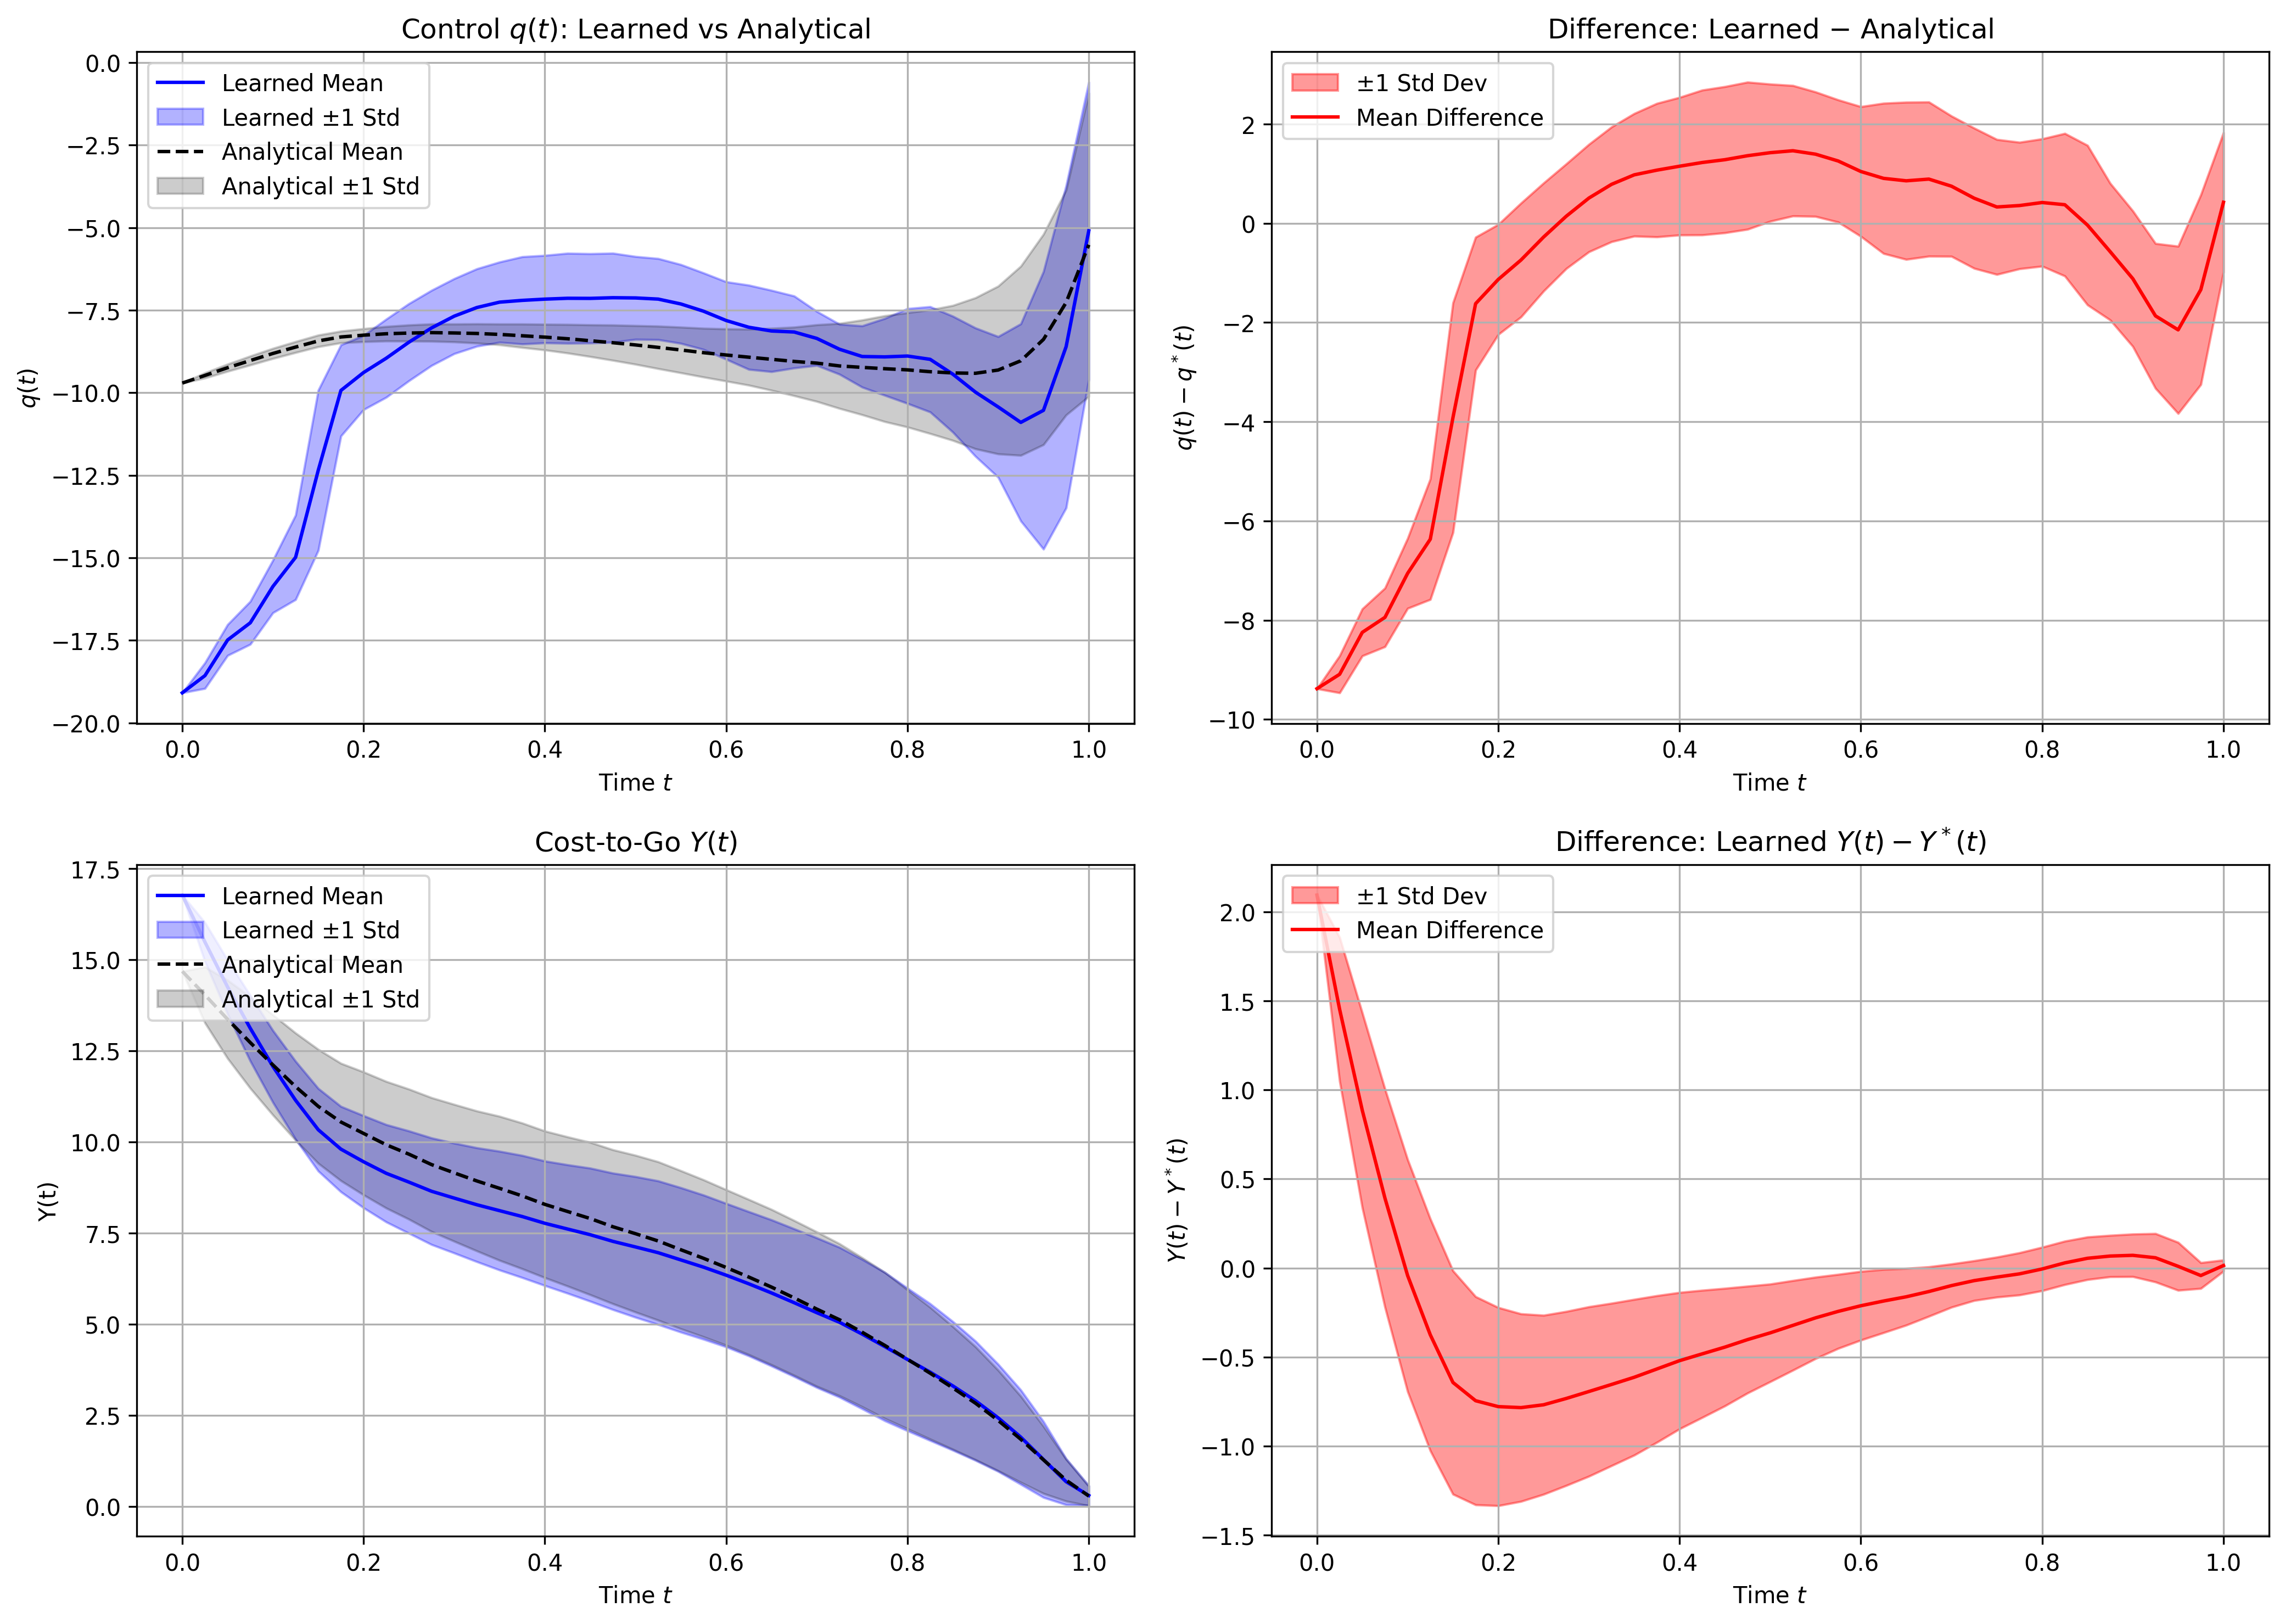 Control q(t): Learned vs Analytical
Learned Mean
Learned ±1 Std
Analytical Mean
Analytical ±1 Std
q(t)
0.0
−2.5
−5.0
−7.5
−10.0
−12.5
−15.0
−17.5
−20.0
0.0 0.2 0.4 0.6 0.8 1.0
Time t
Difference: Learned − Analytical
±1 Std Dev
Mean Difference
q(t) − q*(t)
2
0
−2
−4
−6
−8
−10
0.0 0.2 0.4 0.6 0.8 1.0
Time t
Cost-to-Go Y(t)
Learned Mean
Learned ±1 Std
Analytical Mean
Analytical ±1 Std
Y(t)
17.5
15.0
12.5
10.0
7.5
5.0
2.5
0.0
0.0 0.2 0.4 0.6 0.8 1.0
Time t
Difference: Learned Y(t) − Y*(t)
±1 Std Dev
Mean Difference
Y(t) − Y*(t)
2.0
1.5
1.0
0.5
0.0
−0.5
−1.0
−1.5
0.0 0.2 0.4 0.6 0.8 1.0
Time t